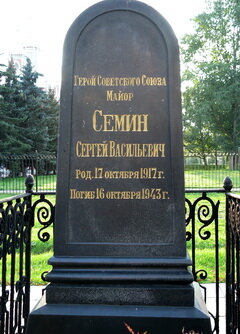 Герой Советского Союза
Майор
Семин
Сергей Васильевич
Род. 17 октября 1917 г.
Погиб 16 октября 1943 г.